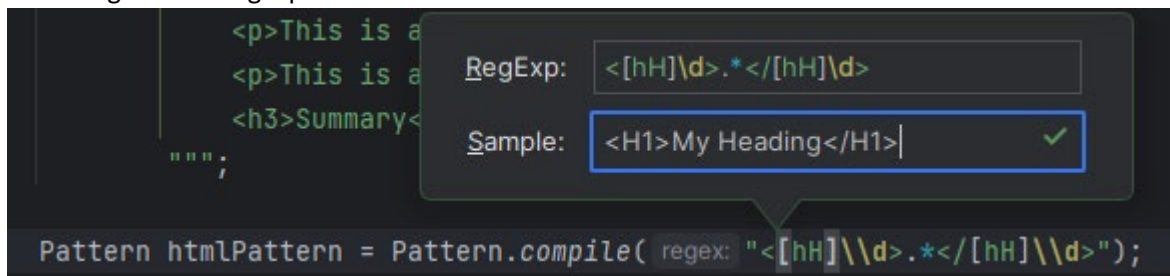 <p>This is a
<p>This is a
<h3>Summary<
""";
RegExp: <[hH]\d>.*</[hH]\d>
Sample: <H1>My Heading</H1>
Pattern htmlPattern = Pattern.compile( regex: "<[hH]\\d>.*</[hH]\\d>");